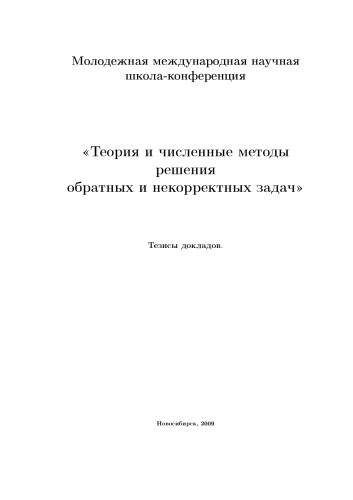 Молодежная международная научная
школа-конференция
«Теория и численные методы
решения
обратных и некорректных задач»
Тезисы докладов.
Новосибирск, 2009